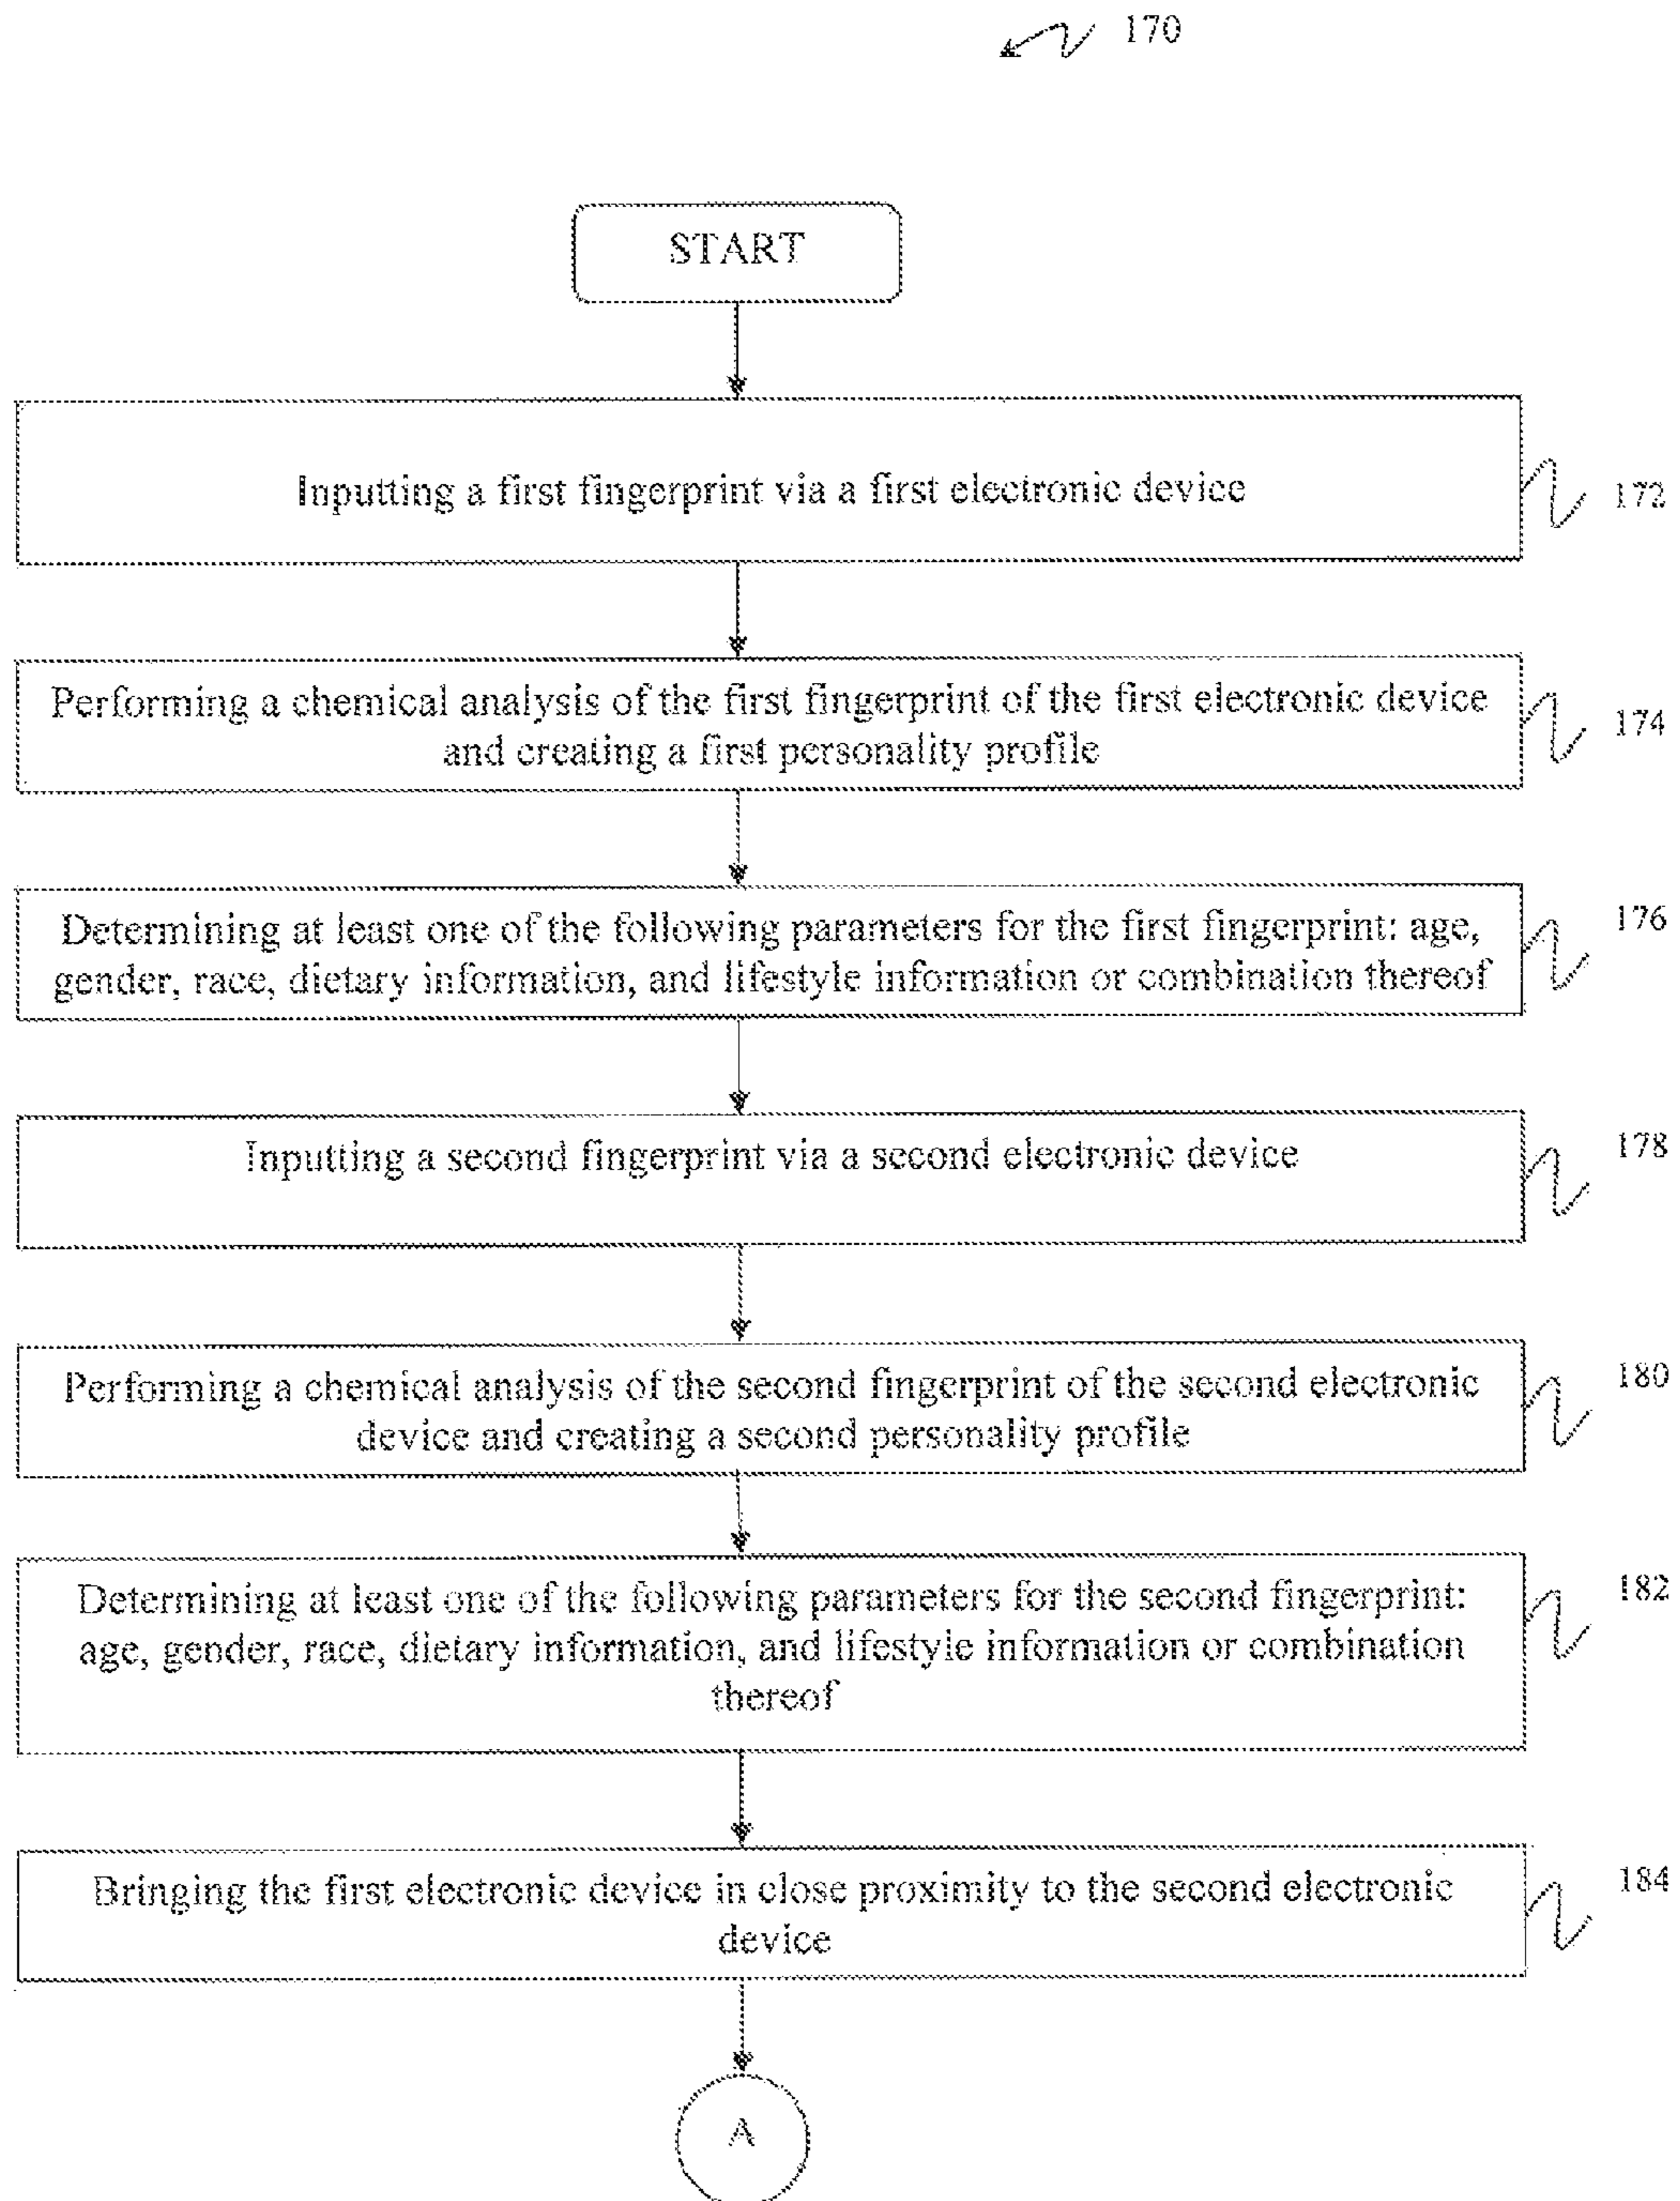 170
START
Inputting a first fingerprint via a first electronic device
172
Performing a chemical analysis of the first fingerprint of the first electronic device
and creating a first personality profile
174
Determining at least one of the following parameters for the first fingerprint: age,
gender, race, dietary information, and lifestyle information or combination thereof
176
Inputting a second fingerprint via a second electronic device
178
Performing a chemical analysis of the second fingerprint of the second electronic
device and creating a second personality profile
180
Determining at least one of the following parameters for the second fingerprint:
age, gender, race, dietary information, and lifestyle information or combination
thereof
182
Bringing the first electronic device in close proximity to the second electronic
device
184
A